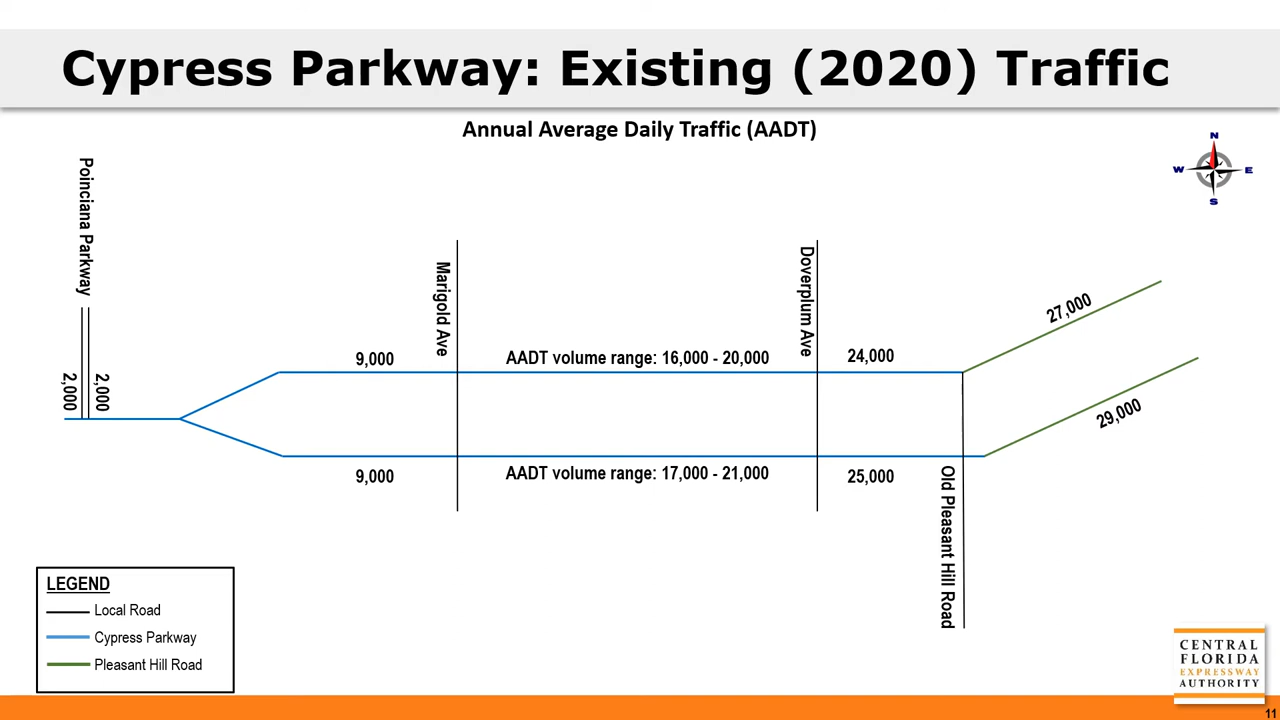 Cypress Parkway: Existing (2020) Traffic
Annual Average Daily Traffic (AADT)
N
W E
S
Poinciana Parkway
2,000
2,000
Marigold Ave
Doverplum Ave
9,000
AADT volume range: 16,000 - 20,000
24,000
27,000
9,000
AADT volume range: 17,000 - 21,000
25,000
29,000
Old Pleasant Hill Road
LEGEND
Local Road
Cypress Parkway
Pleasant Hill Road
CENTRAL
FLORIDA
EXPRESSWAY
AUTHORITY
11